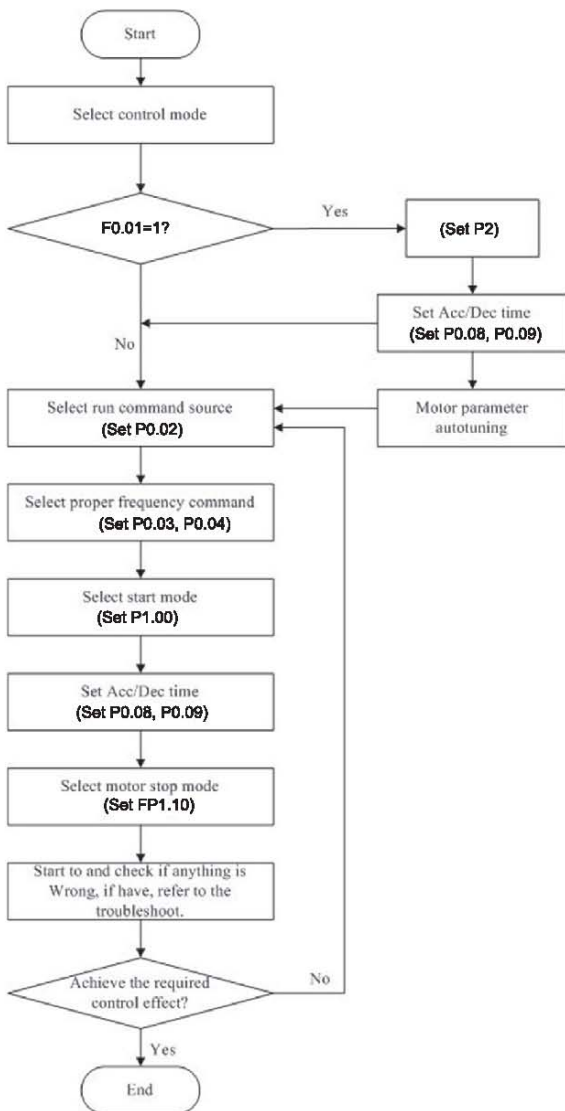 Start
Select control mode
F0.01=1?
Yes
(Set P2)
Set Acc/Dec time
(Set P0.08, P0.09)
No
Select run command source
(Set P0.02)
Motor parameter
autotuning
Select proper frequency command
(Set P0.03, P0.04)
Select start mode
(Set P1.00)
Set Acc/Dec time
(Set P0.08, P0.09)
Select motor stop mode
(Set FP1.10)
Start to and check if anything is
Wrong, if have, refer to the
troubleshoot.
Achieve the required
control effect?
No
Yes
End